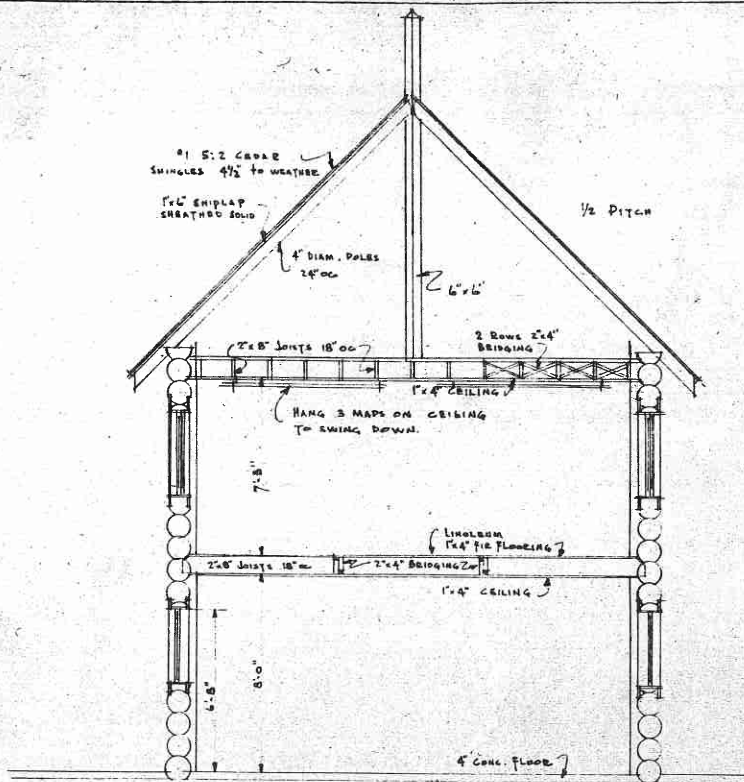 #1 5:2 CEDAR
SHINGLES 4½" TO WEATHER
1"x6" SHIPLAP
SHEATHED SOLID
½ PITCH
4" DIAM. POLES
24" OC
6"x6"
2"x8" JOISTS 18" OC
2 ROWS 2"x4"
BRIDGING
1"x4" CEILING
HANG 3 MAPS ON CEILING
TO SWING DOWN.
LINOLEUM
1"x4" FIR FLOORING
2"x8" JOISTS 18" OC
2"x4" BRIDGING
1"x4" CEILING
6'-8"
8'-0"
4" CONC. FLOOR